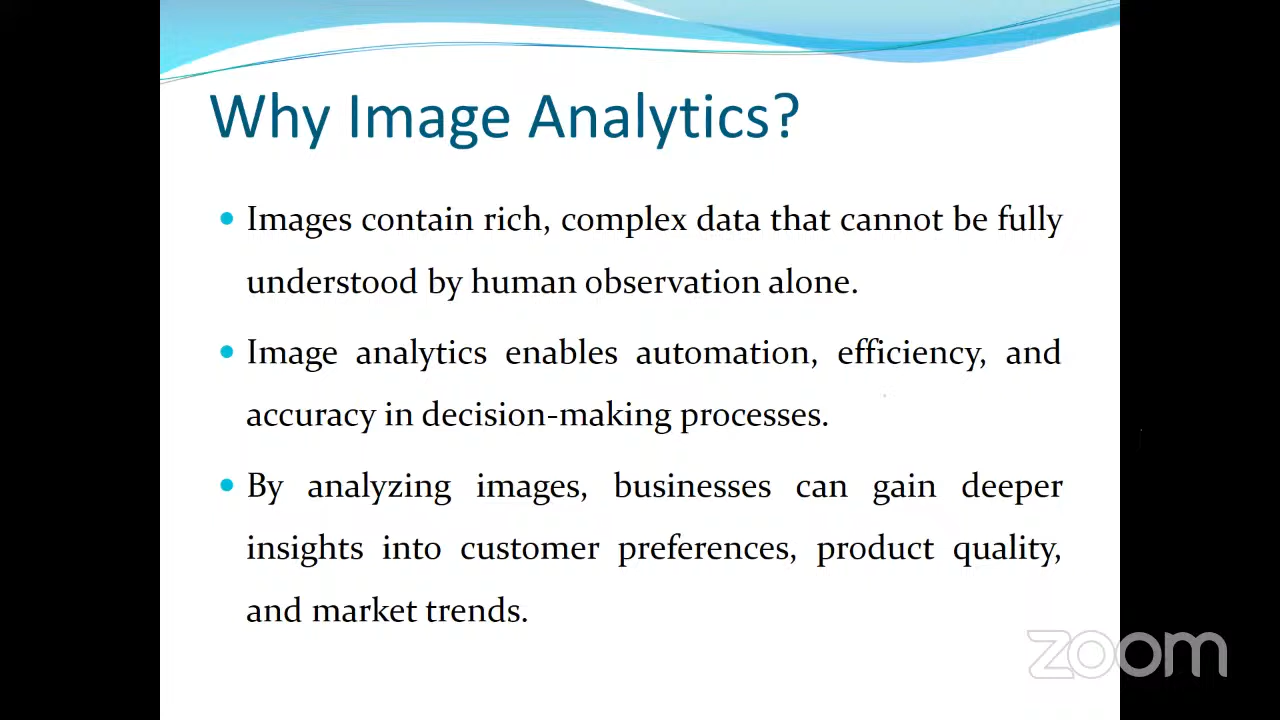 Why Image Analytics?
Images contain rich, complex data that cannot be fully
understood by human observation alone.
Image analytics enables automation, efficiency, and
accuracy in decision-making processes.
By analyzing images, businesses can gain deeper
insights into customer preferences, product quality,
and market trends.
zoom